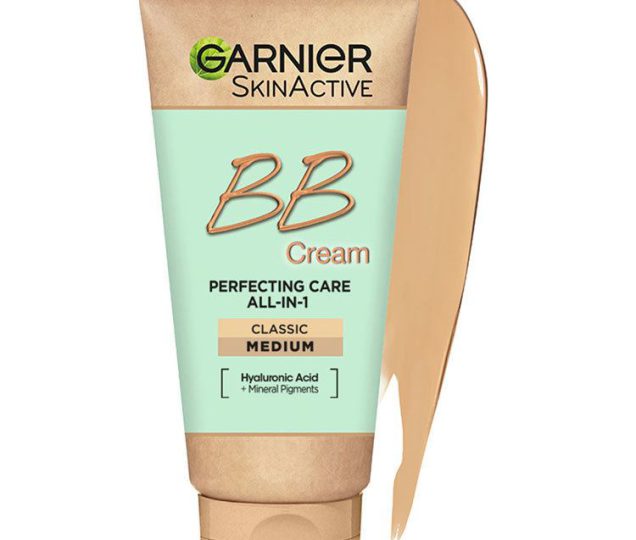 GARNIER
SKINACTIVE
BB
Cream
PERFECTING CARE
ALL-IN-1
CLASSIC
MEDIUM
Hyaluronic Acid
+ Mineral Pigments